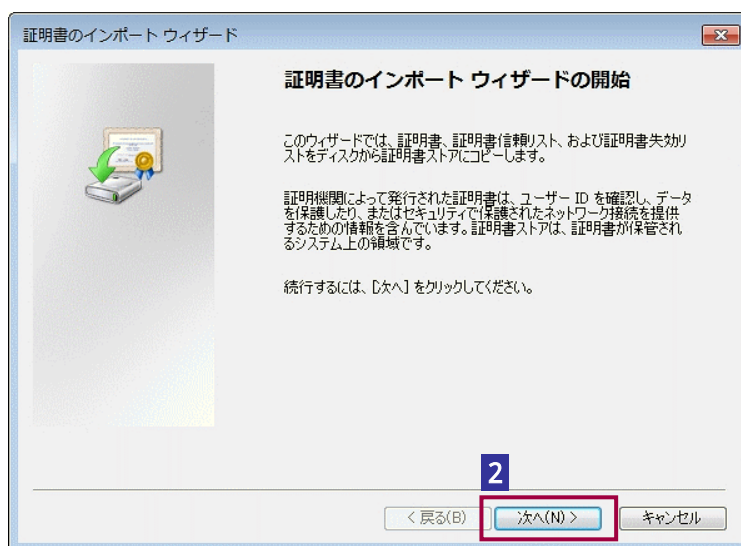 証明書のインポート ウィザード
証明書のインポート ウィザードの開始
このウィザードでは、証明書、証明書信頼リスト、および証明書失効リ
ストをディスクから証明書ストアにコピーします。
証明機関によって発行された証明書は、ユーザー ID を確認し、データ
を保護したり、またはセキュリティで保護されたネットワーク接続を提供
するための情報を含んでいます。証明書ストアは、証明書が保管され
るシステム上の領域です。
続行するには、[次へ] をクリックしてください。
2
< 戻る(B) 次へ(N) > キャンセル